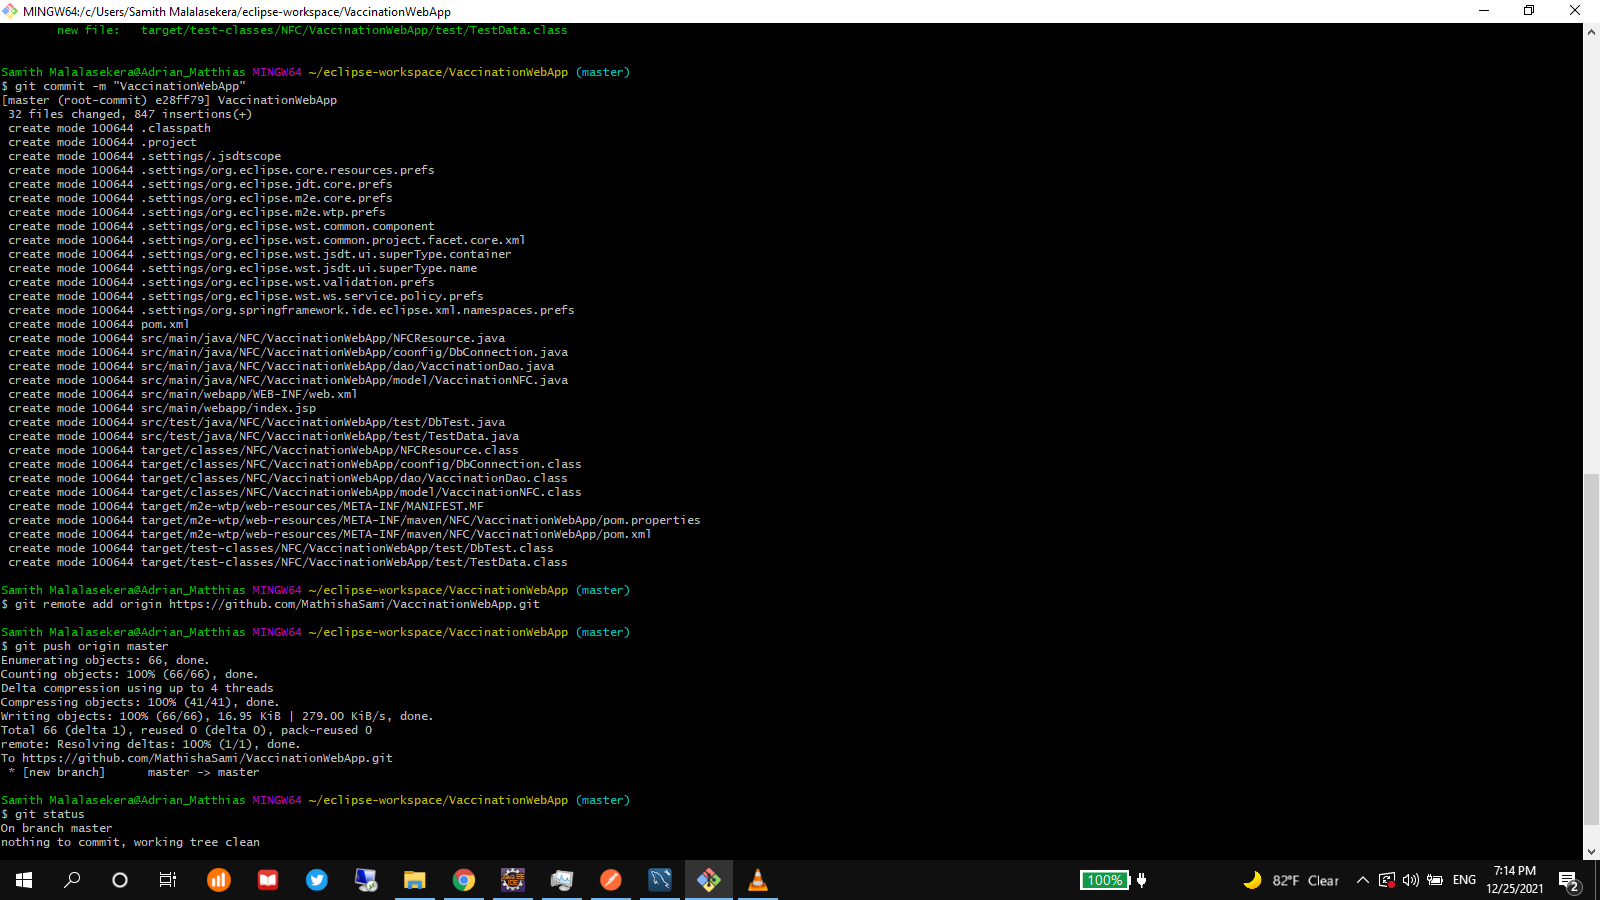 MINGW64:/c/Users/Samith Malalasekera/eclipse-workspace/VaccinationWebApp
new file:   target/test-classes/NFC/VaccinationWebApp/test/TestData.class
Samith Malalasekera@Adrian_Matthias MINGW64 ~/eclipse-workspace/VaccinationWebApp (master)
$ git commit -m "VaccinationWebApp"
[master (root-commit) e28ff79] VaccinationWebApp
32 files changed, 847 insertions(+)
create mode 100644 .classpath
create mode 100644 .project
create mode 100644 .settings/.jsdtscope
create mode 100644 .settings/org.eclipse.core.resources.prefs
create mode 100644 .settings/org.eclipse.jdt.core.prefs
create mode 100644 .settings/org.eclipse.m2e.core.prefs
create mode 100644 .settings/org.eclipse.m2e.wtp.prefs
create mode 100644 .settings/org.eclipse.wst.common.component
create mode 100644 .settings/org.eclipse.wst.common.project.facet.core.xml
create mode 100644 .settings/org.eclipse.wst.jsdt.ui.superType.container
create mode 100644 .settings/org.eclipse.wst.jsdt.ui.superType.name
create mode 100644 .settings/org.eclipse.wst.validation.prefs
create mode 100644 .settings/org.eclipse.wst.ws.service.policy.prefs
create mode 100644 .settings/org.springframework.ide.eclipse.xml.namespaces.prefs
create mode 100644 pom.xml
create mode 100644 src/main/java/NFC/VaccinationWebApp/NFCResource.java
create mode 100644 src/main/java/NFC/VaccinationWebApp/coonfig/DbConnection.java
create mode 100644 src/main/java/NFC/VaccinationWebApp/dao/VaccinationDao.java
create mode 100644 src/main/java/NFC/VaccinationWebApp/model/VaccinationNFC.java
create mode 100644 src/main/webapp/WEB-INF/web.xml
create mode 100644 src/main/webapp/index.jsp
create mode 100644 src/test/java/NFC/VaccinationWebApp/test/DbTest.java
create mode 100644 src/test/java/NFC/VaccinationWebApp/test/TestData.java
create mode 100644 target/classes/NFC/VaccinationWebApp/NFCResource.class
create mode 100644 target/classes/NFC/VaccinationWebApp/coonfig/DbConnection.class
create mode 100644 target/classes/NFC/VaccinationWebApp/dao/VaccinationDao.class
create mode 100644 target/classes/NFC/VaccinationWebApp/model/VaccinationNFC.class
create mode 100644 target/m2e-wtp/web-resources/META-INF/MANIFEST.MF
create mode 100644 target/m2e-wtp/web-resources/META-INF/maven/NFC/VaccinationWebApp/pom.properties
create mode 100644 target/m2e-wtp/web-resources/META-INF/maven/NFC/VaccinationWebApp/pom.xml
create mode 100644 target/test-classes/NFC/VaccinationWebApp/test/DbTest.class
create mode 100644 target/test-classes/NFC/VaccinationWebApp/test/TestData.class
Samith Malalasekera@Adrian_Matthias MINGW64 ~/eclipse-workspace/VaccinationWebApp (master)
$ git remote add origin https://github.com/MathishaSami/VaccinationWebApp.git
Samith Malalasekera@Adrian_Matthias MINGW64 ~/eclipse-workspace/VaccinationWebApp (master)
$ git push origin master
Enumerating objects: 66, done.
Counting objects: 100% (66/66), done.
Delta compression using up to 4 threads
Compressing objects: 100% (41/41), done.
Writing objects: 100% (66/66), 16.95 KiB | 279.00 KiB/s, done.
Total 66 (delta 1), reused 0 (delta 0), pack-reused 0
remote: Resolving deltas: 100% (1/1), done.
To https://github.com/MathishaSami/VaccinationWebApp.git
* [new branch]      master -> master
Samith Malalasekera@Adrian_Matthias MINGW64 ~/eclipse-workspace/VaccinationWebApp (master)
$ git status
On branch master
nothing to commit, working tree clean
100%
82°F Clear
ENG
7:14 PM
12/25/2021
2